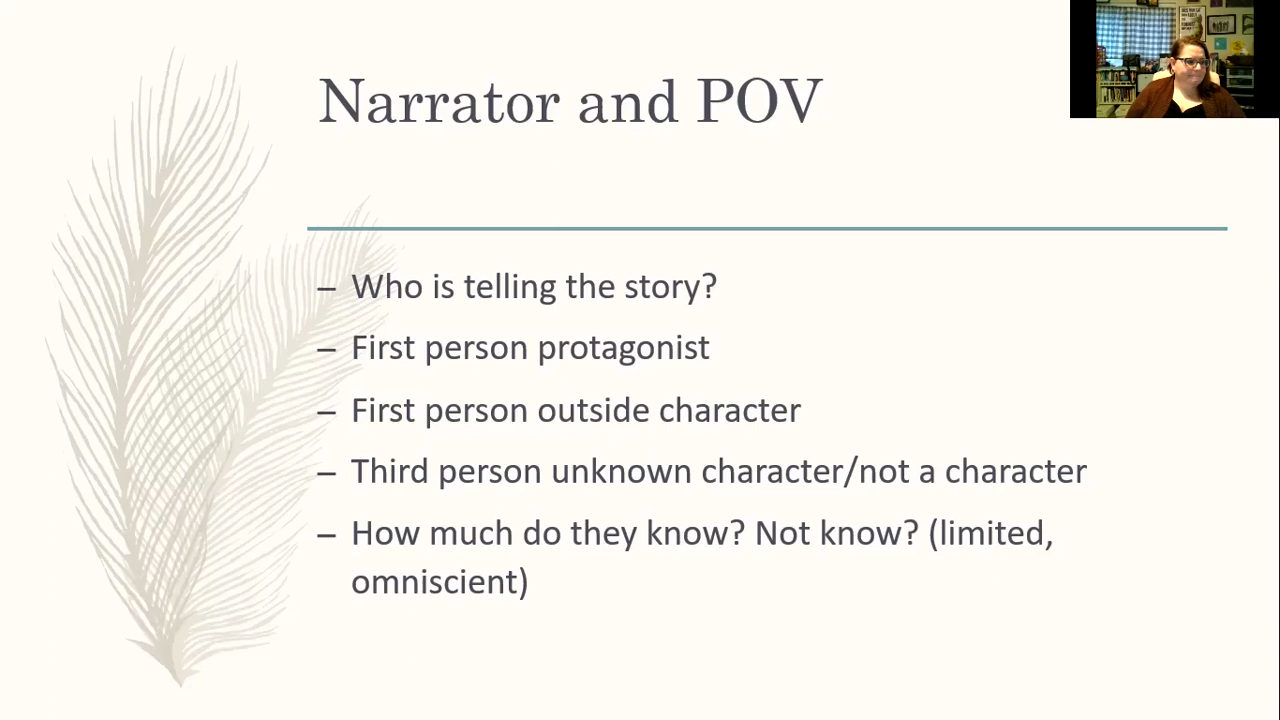 Narrator and POV
– Who is telling the story?
– First person protagonist
– First person outside character
– Third person unknown character/not a character
– How much do they know? Not know? (limited,
omniscient)